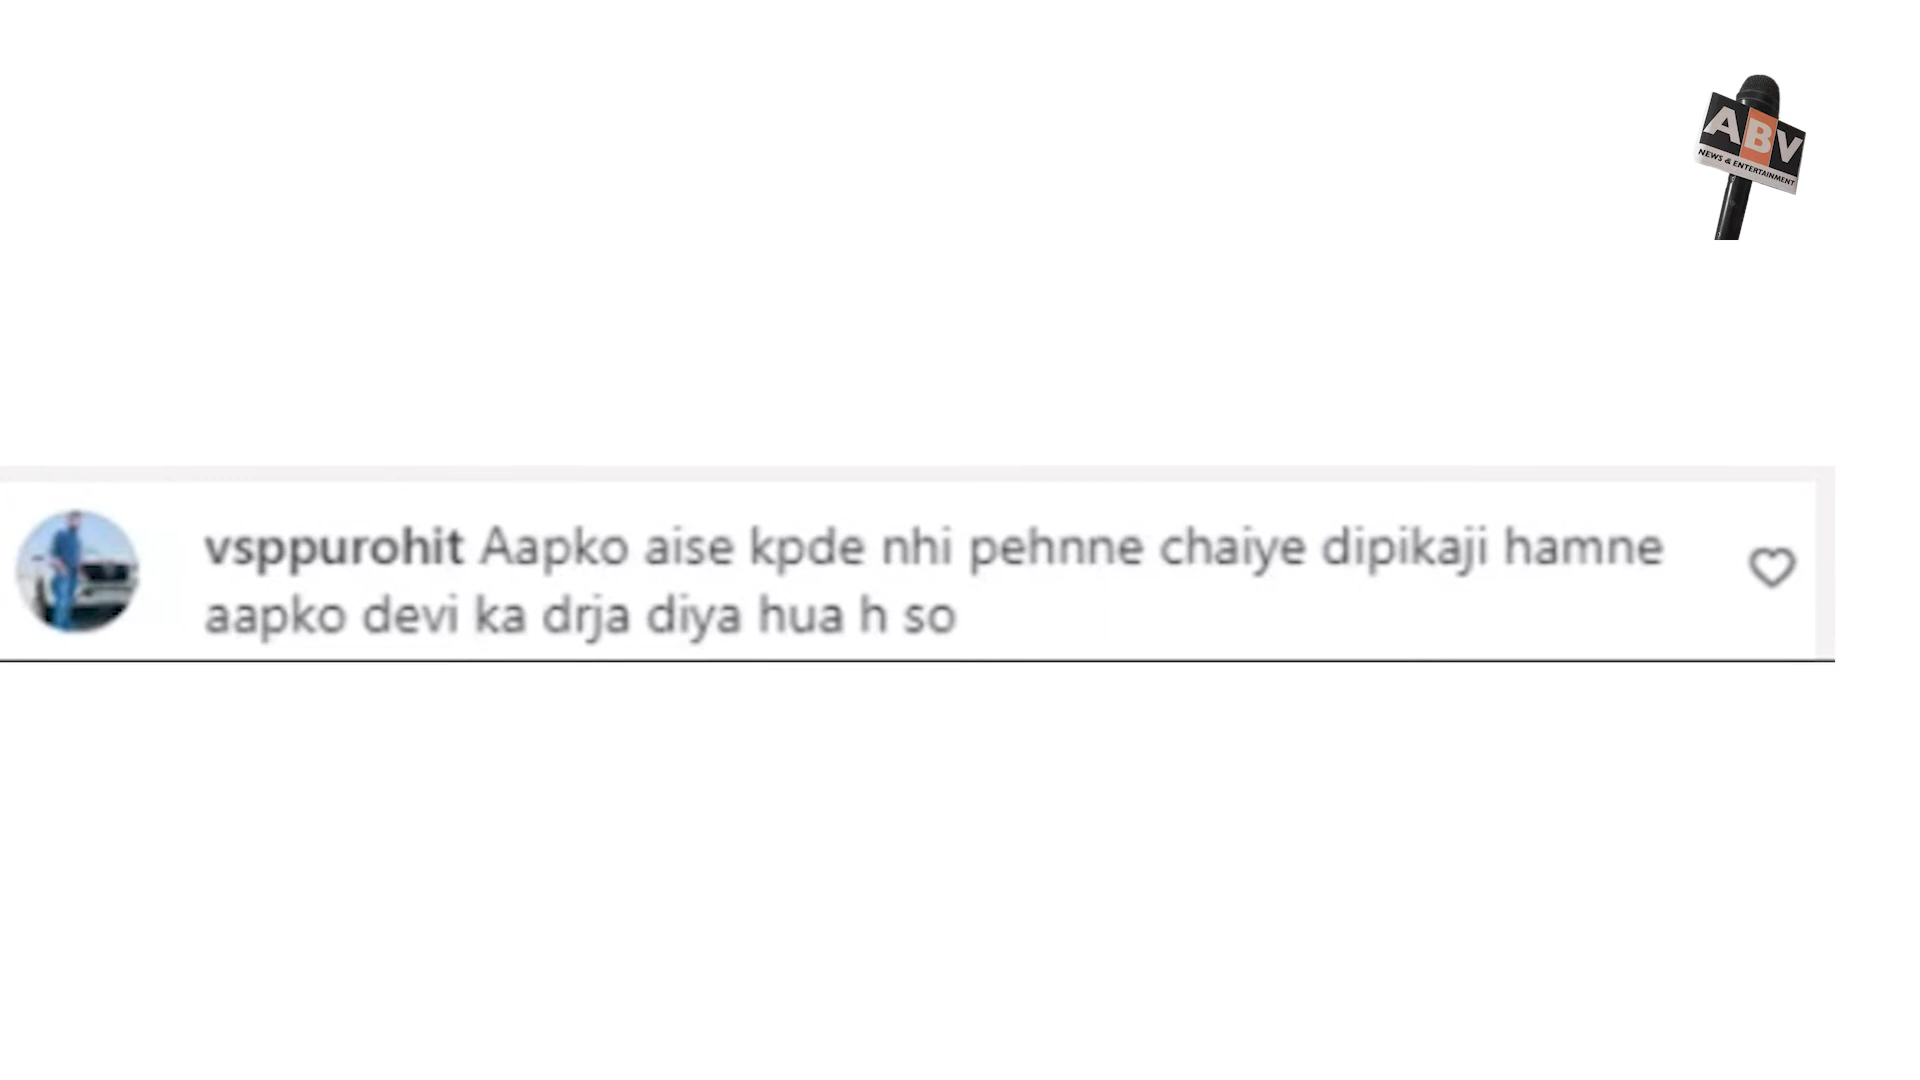 ABV
NEWS & ENTERTAINMENT
vsppurohit Aapko aise kpde nhi pehnne chaiye dipikaji hamne
aapko devi ka drja diya hua h so